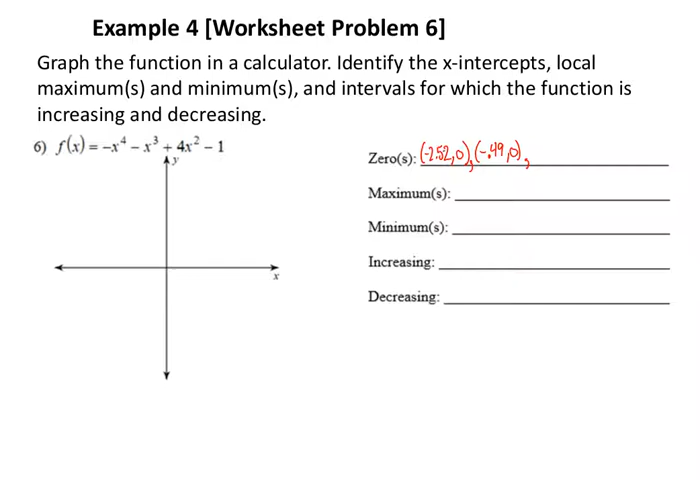 Example 4 [Worksheet Problem 6]
Graph the function in a calculator. Identify the x-intercepts, local
maximum(s) and minimum(s), and intervals for which the function is
increasing and decreasing.
6) f(x) = −x⁴ − x³ + 4x² − 1
y
x
Zero(s): (-2.52,0), (-.49,0),
Maximum(s):
Minimum(s):
Increasing:
Decreasing: